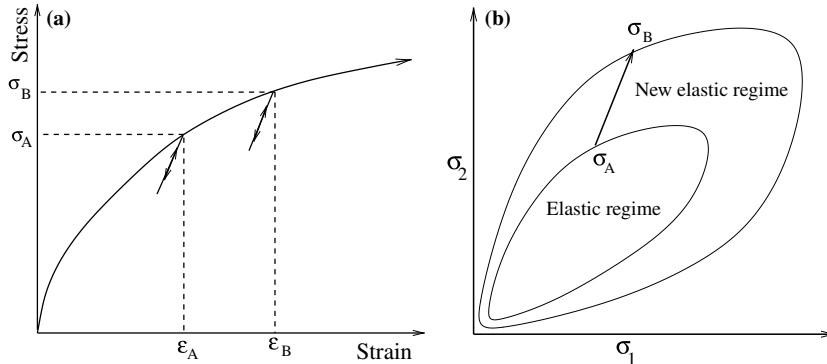 (a)
Stress
σB
σA
εA
εB
Strain
(b)
σB
New elastic regime
σA
σ2
Elastic regime
σ1